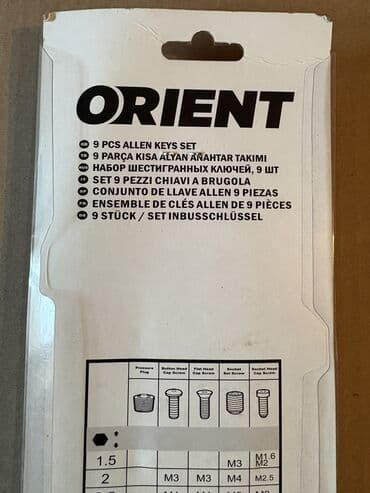 ORIENT
9 PCS ALLEN KEYS SET
9 PARÇA KISA ALYAN ANAHTAR TAKIMI
НАБОР ШЕСТИГРАННЫХ КЛЮЧЕЙ, 9 ШТ
SET 9 PEZZI CHIAVI A BRUGOLA
CONJUNTO DE LLAVE ALLEN 9 PIEZAS
ENSEMBLE DE CLÉS ALLEN DE 9 PIÈCES
9 STÜCK / SET INBUSSCHLÜSSEL
Pressure Plug Button Head Cap Screw Flat Head Cap Screw Socket Set Screw Socket Head Cap Screw
1.5 M3 M1.6 M2
2 M3 M3 M4 M2.5